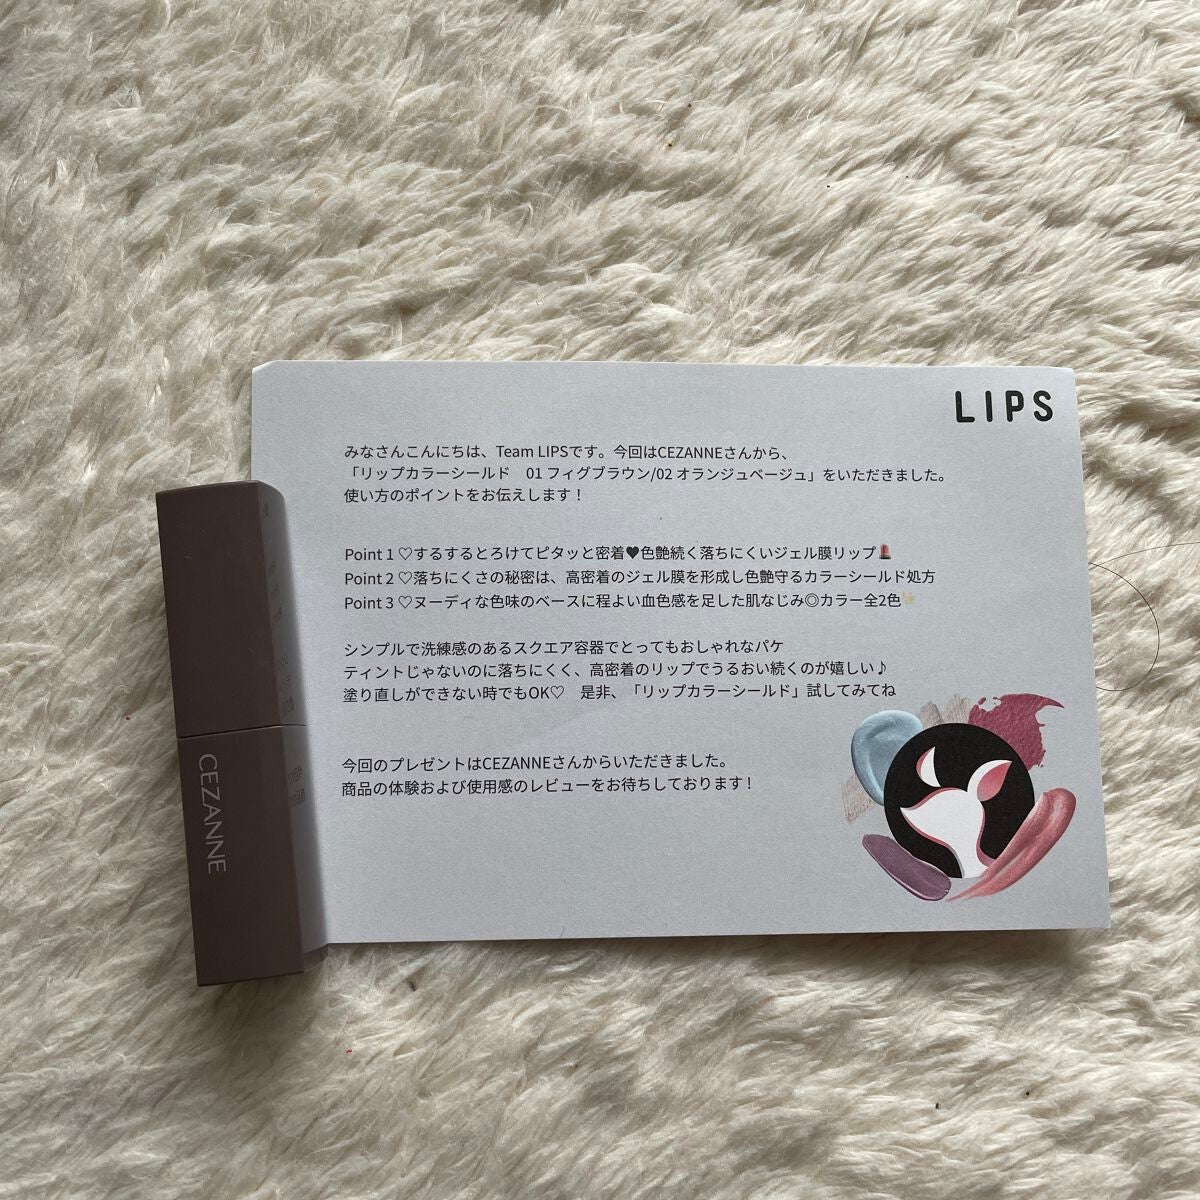 LIPS
みなさんこんにちは、Team LIPSです。今回はCEZANNEさんから、
「リップカラーシールド　01 フィグブラウン/02 オランジュベージュ」をいただきました。
使い方のポイントをお伝えします！
Point 1 ♡するするとろけてピタッと密着♥色艶続く落ちにくいジェル膜リップ💄
Point 2 ♡落ちにくさの秘密は、高密着のジェル膜を形成し色艶守るカラーシールド処方
Point 3 ♡ヌーディな色味のベースに程よい血色感を足した肌なじみ◎カラー全2色✨
シンプルで洗練感のあるスクエア容器でとってもおしゃれなパケ
ティントじゃないのに落ちにくく、高密着のリップでうるおい続くのが嬉しい♪
塗り直しができない時でもOK♡　是非、「リップカラーシールド」試してみてね
今回のプレゼントはCEZANNEさんからいただきました。
商品の体験および使用感のレビューをお待ちしております！
CEZANNE